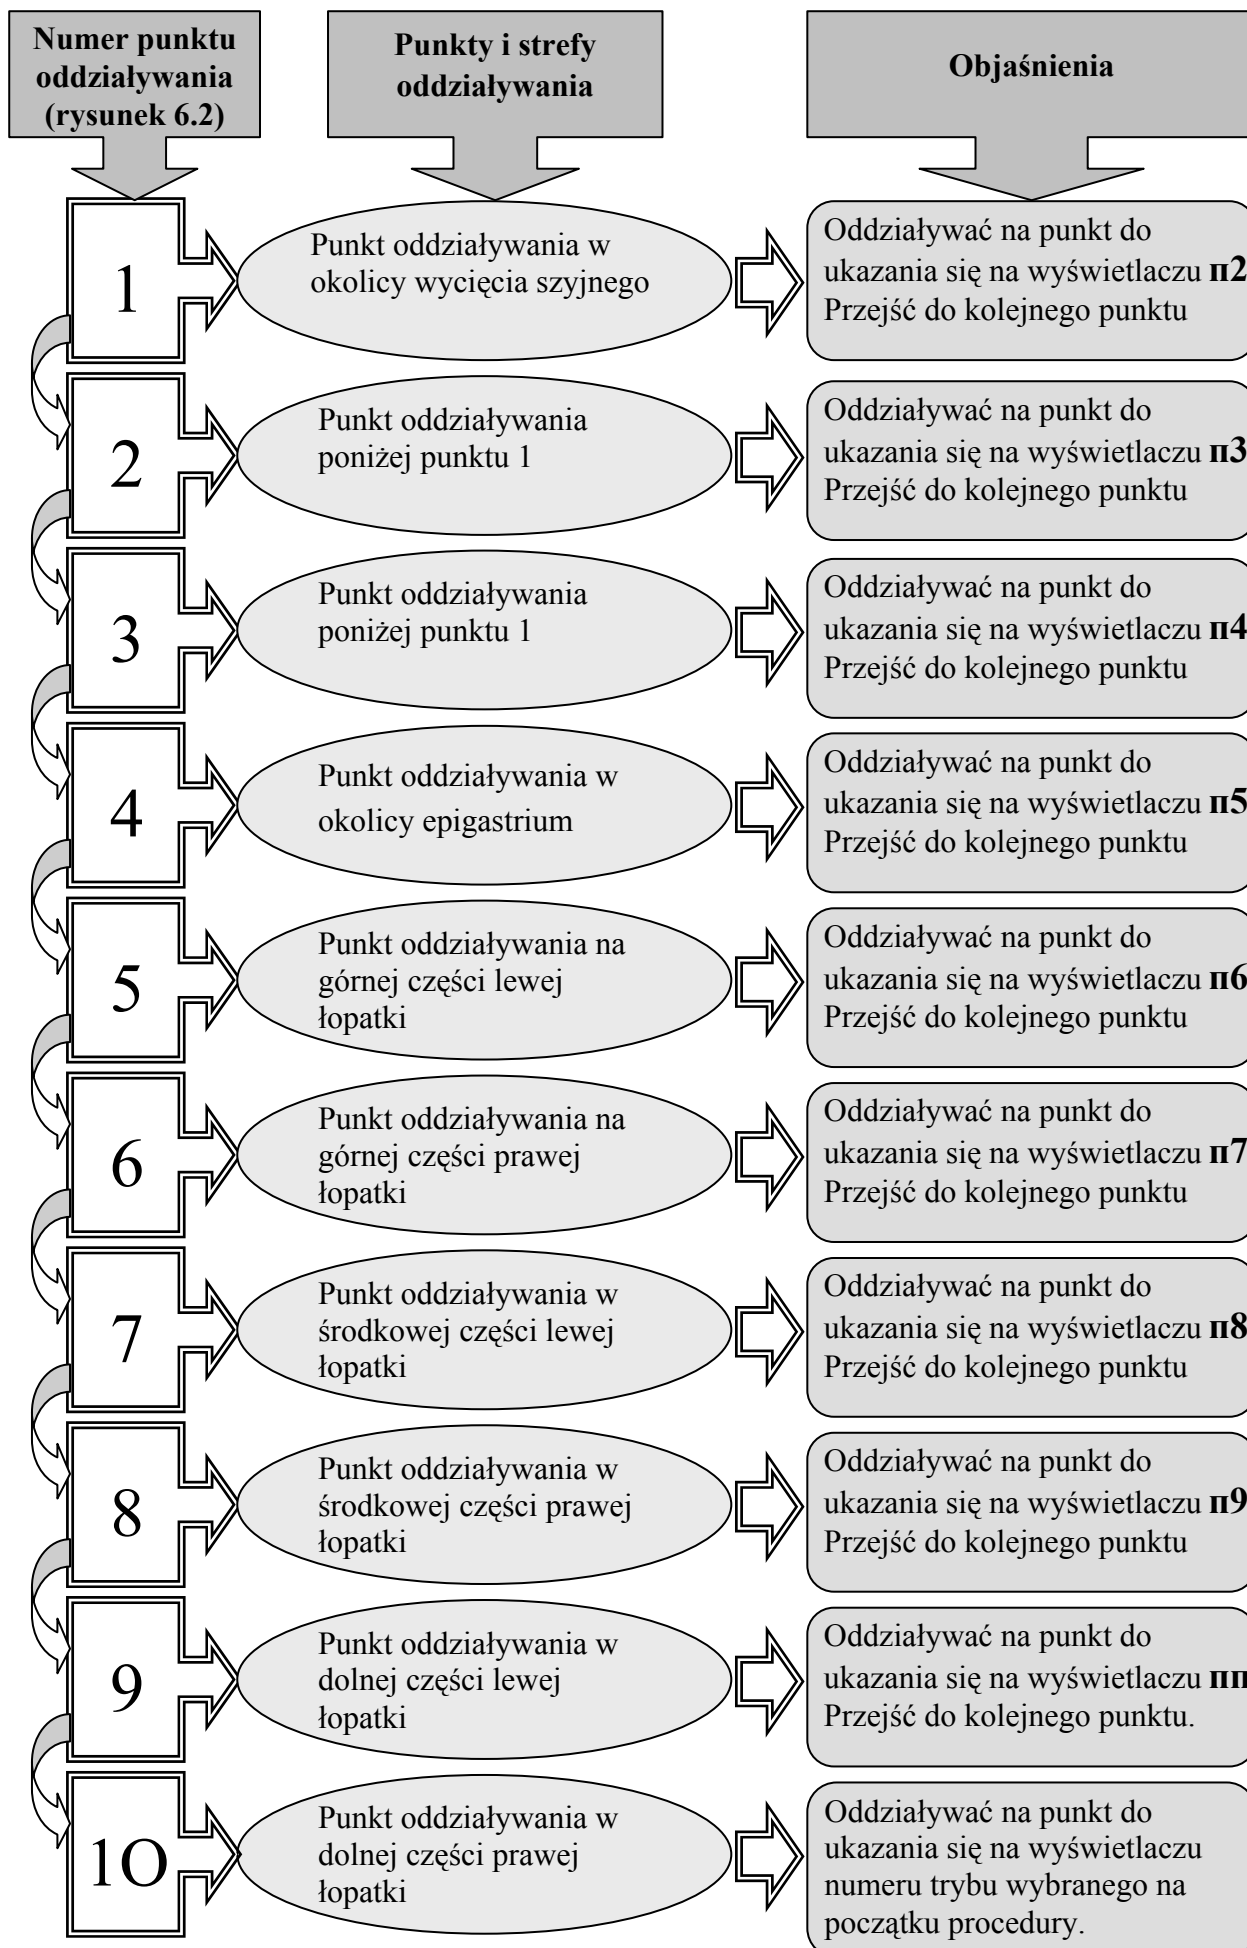 Numer punktu
oddziaływania
(rysunek 6.2)
Punkty i strefy
oddziaływania
Objaśnienia
1
Punkt oddziaływania w
okolicy wycięcia szyjnego
Oddziaływać na punkt do
ukazania się na wyświetlaczu п2
Przejść do kolejnego punktu
2
Punkt oddziaływania
poniżej punktu 1
Oddziaływać na punkt do
ukazania się na wyświetlaczu п3
Przejść do kolejnego punktu
3
Punkt oddziaływania
poniżej punktu 1
Oddziaływać na punkt do
ukazania się na wyświetlaczu п4
Przejść do kolejnego punktu
4
Punkt oddziaływania w
okolicy epigastrium
Oddziaływać na punkt do
ukazania się na wyświetlaczu п5
Przejść do kolejnego punktu
5
Punkt oddziaływania na
górnej części lewej
łopatki
Oddziaływać na punkt do
ukazania się na wyświetlaczu п6
Przejść do kolejnego punktu
6
Punkt oddziaływania na
górnej części prawej
łopatki
Oddziaływać na punkt do
ukazania się na wyświetlaczu п7
Przejść do kolejnego punktu
7
Punkt oddziaływania w
środkowej części lewej
łopatki
Oddziaływać na punkt do
ukazania się na wyświetlaczu п8
Przejść do kolejnego punktu
8
Punkt oddziaływania w
środkowej części prawej
łopatki
Oddziaływać na punkt do
ukazania się na wyświetlaczu п9
Przejść do kolejnego punktu
9
Punkt oddziaływania w
dolnej części lewej
łopatki
Oddziaływać na punkt do
ukazania się na wyświetlaczu пп
Przejść do kolejnego punktu.
1O
Punkt oddziaływania w
dolnej części prawej
łopatki
Oddziaływać na punkt do
ukazania się na wyświetlaczu
numeru trybu wybranego na
początku procedury.